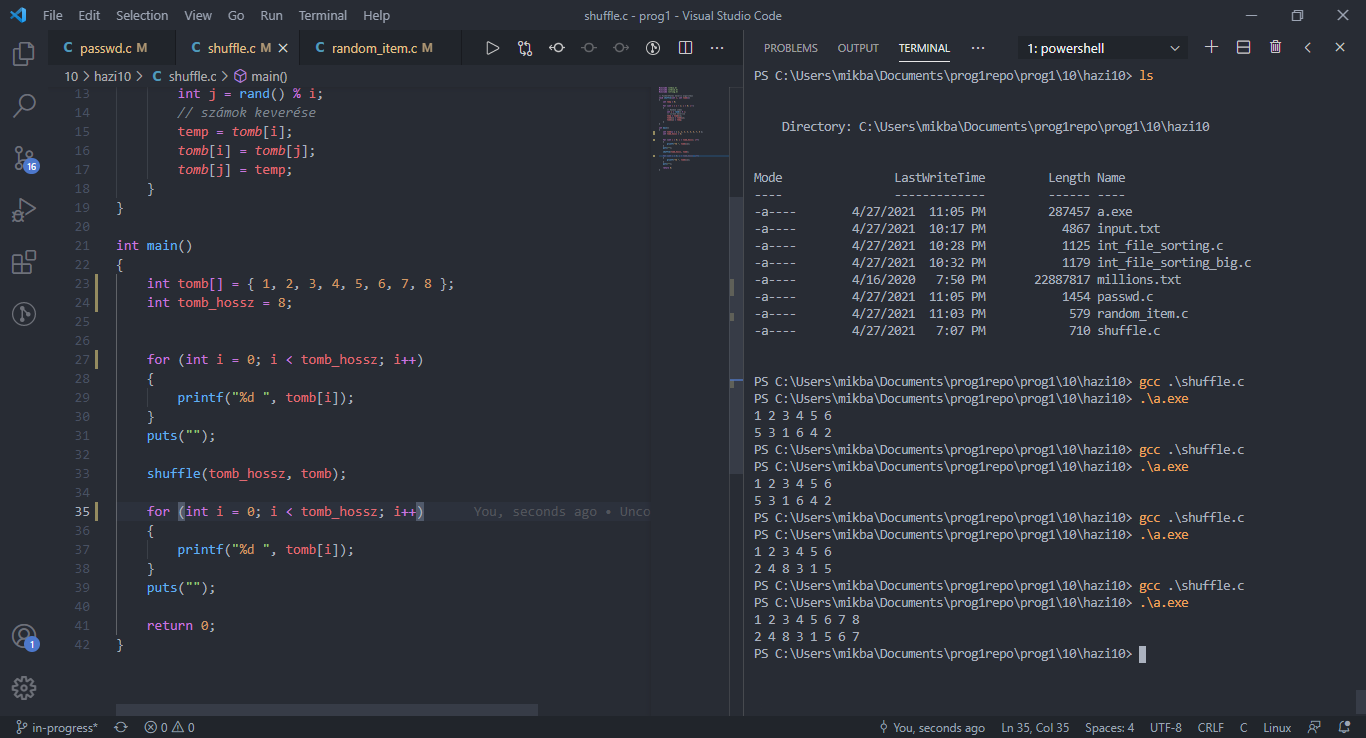 File Edit Selection View Go Run Terminal Help shuffle.c - prog1 - Visual Studio Code
C passwd.c M C shuffle.c M C random_item.c M
10 > hazi10 > C shuffle.c > main()
13 int j = rand() % i;
14 // számok keverése
15 temp = tomb[i];
16 tomb[i] = tomb[j];
17 tomb[j] = temp;
18 }
19 }
20
21 int main()
22 {
23 int tomb[] = { 1, 2, 3, 4, 5, 6, 7, 8 };
24 int tomb_hossz = 8;
25
26
27 for (int i = 0; i < tomb_hossz; i++)
28 {
29 printf("%d ", tomb[i]);
30 }
31 puts("");
32
33 shuffle(tomb_hossz, tomb);
34
35 for (int i = 0; i < tomb_hossz; i++) You, seconds ago • Unco
36 {
37 printf("%d ", tomb[i]);
38 }
39 puts("");
40
41 return 0;
42 }
16
1
PROBLEMS OUTPUT TERMINAL ··· 1: powershell
PS C:\Users\mikba\Documents\prog1repo\prog1\10\hazi10> ls
Directory: C:\Users\mikba\Documents\prog1repo\prog1\10\hazi10
Mode LastWriteTime Length Name
---- ------------- ------ ----
-a---- 4/27/2021 11:05 PM 287457 a.exe
-a---- 4/27/2021 10:17 PM 4867 input.txt
-a---- 4/27/2021 10:28 PM 1125 int_file_sorting.c
-a---- 4/27/2021 10:32 PM 1179 int_file_sorting_big.c
-a---- 4/16/2020 7:50 PM 22887817 millions.txt
-a---- 4/27/2021 11:05 PM 1454 passwd.c
-a---- 4/27/2021 11:03 PM 579 random_item.c
-a---- 4/27/2021 7:07 PM 710 shuffle.c
PS C:\Users\mikba\Documents\prog1repo\prog1\10\hazi10> gcc .\shuffle.c
PS C:\Users\mikba\Documents\prog1repo\prog1\10\hazi10> .\a.exe
1 2 3 4 5 6
5 3 1 6 4 2
PS C:\Users\mikba\Documents\prog1repo\prog1\10\hazi10> gcc .\shuffle.c
PS C:\Users\mikba\Documents\prog1repo\prog1\10\hazi10> .\a.exe
1 2 3 4 5 6
5 3 1 6 4 2
PS C:\Users\mikba\Documents\prog1repo\prog1\10\hazi10> gcc .\shuffle.c
PS C:\Users\mikba\Documents\prog1repo\prog1\10\hazi10> .\a.exe
1 2 3 4 5 6
2 4 8 3 1 5
PS C:\Users\mikba\Documents\prog1repo\prog1\10\hazi10> gcc .\shuffle.c
PS C:\Users\mikba\Documents\prog1repo\prog1\10\hazi10> .\a.exe
1 2 3 4 5 6 7 8
2 4 8 3 1 5 6 7
PS C:\Users\mikba\Documents\prog1repo\prog1\10\hazi10>
in-progress* 0 0 You, seconds ago Ln 35, Col 35 Spaces: 4 UTF-8 CRLF C Linux